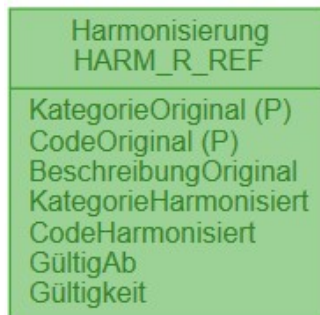 Harmonisierung
HARM_R_REF
KategorieOriginal (P)
CodeOriginal (P)
BeschreibungOriginal
KategorieHarmonisiert
CodeHarmonisiert
GültigAb
Gültigkeit